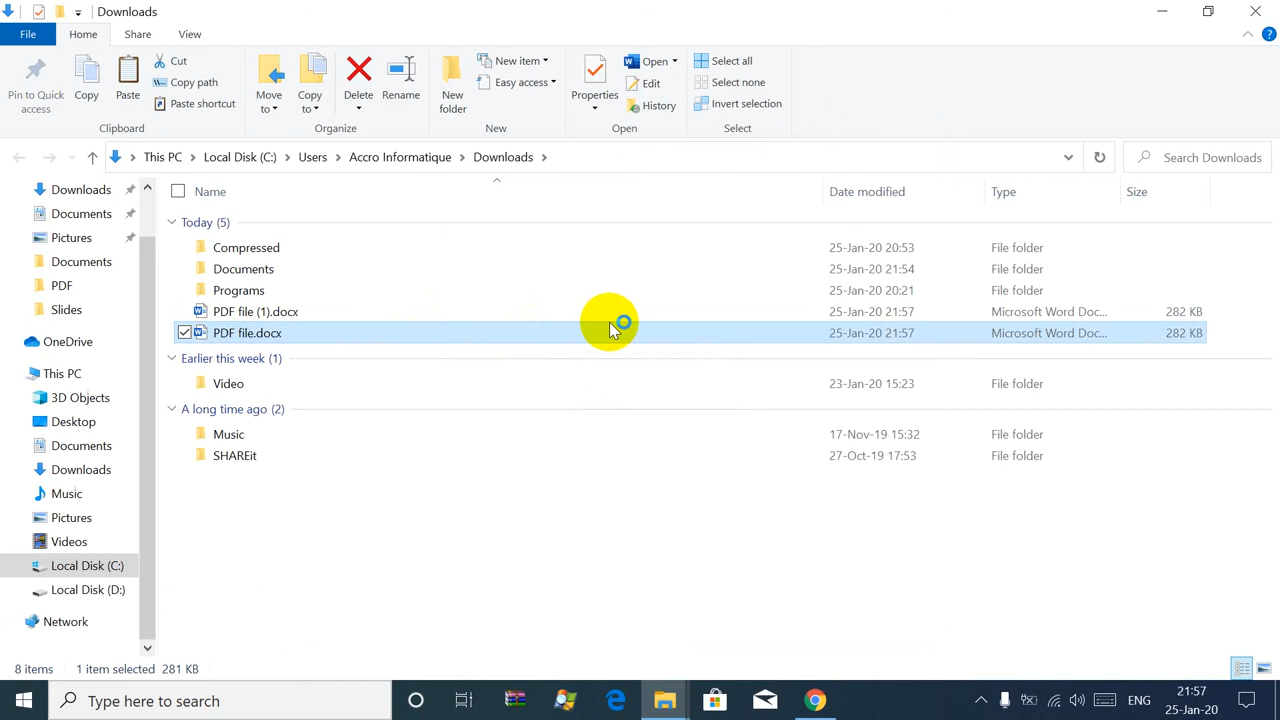 Downloads
File Home Share View
Pin to Quick access
Copy
Paste
Cut
Copy path
Paste shortcut
Clipboard
Move to
Copy to
Delete
Rename
Organize
New folder
New item
Easy access
New
Properties
Open
Edit
History
Open
Select all
Select none
Invert selection
Select
This PC Local Disk (C:) Users Accro Informatique Downloads
Search Downloads
Downloads
Documents
Pictures
Documents
PDF
Slides
OneDrive
This PC
3D Objects
Desktop
Documents
Downloads
Music
Pictures
Videos
Local Disk (C:)
Local Disk (D:)
Network
Name Date modified Type Size
Today (5)
Compressed 25-Jan-20 20:53 File folder
Documents 25-Jan-20 21:54 File folder
Programs 25-Jan-20 20:21 File folder
PDF file (1).docx 25-Jan-20 21:57 Microsoft Word Doc... 282 KB
PDF file.docx 25-Jan-20 21:57 Microsoft Word Doc... 282 KB
Earlier this week (1)
Video 23-Jan-20 15:23 File folder
A long time ago (2)
Music 17-Nov-19 15:32 File folder
SHAREit 27-Oct-19 17:53 File folder
8 items 1 item selected 281 KB
Type here to search
ENG
21:57
25-Jan-20